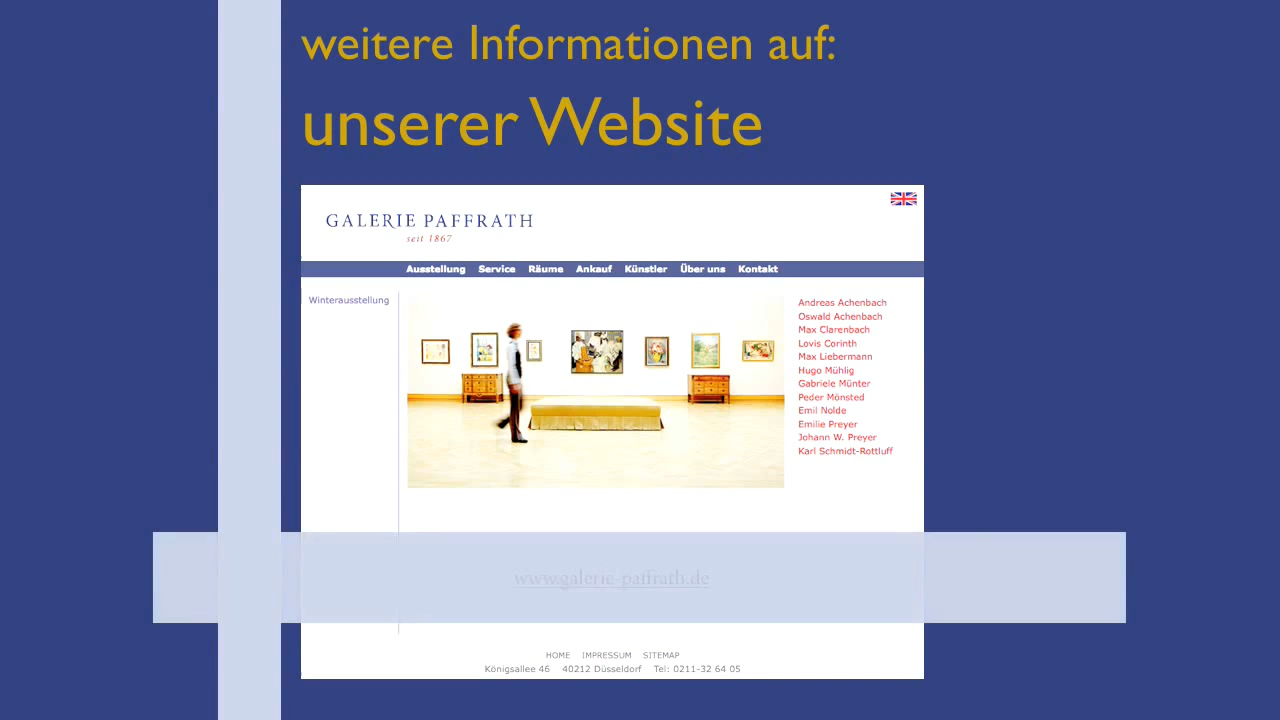 weitere Informationen auf:
unserer Website
GALERIE PAFFRATH
seit 1867
Ausstellung Service Räume Ankauf Künstler Über uns Kontakt
Winterausstellung
Andreas Achenbach
Oswald Achenbach
Max Clarenbach
Lovis Corinth
Max Liebermann
Hugo Mühlig
Gabriele Münter
Peder Mönsted
Emil Nolde
Emilie Preyer
Johann W. Preyer
Karl Schmidt-Rottluff
www.galerie-paffrath.de
HOME IMPRESSUM SITEMAP
Königsallee 46 40212 Düsseldorf Tel: 0211-32 64 05